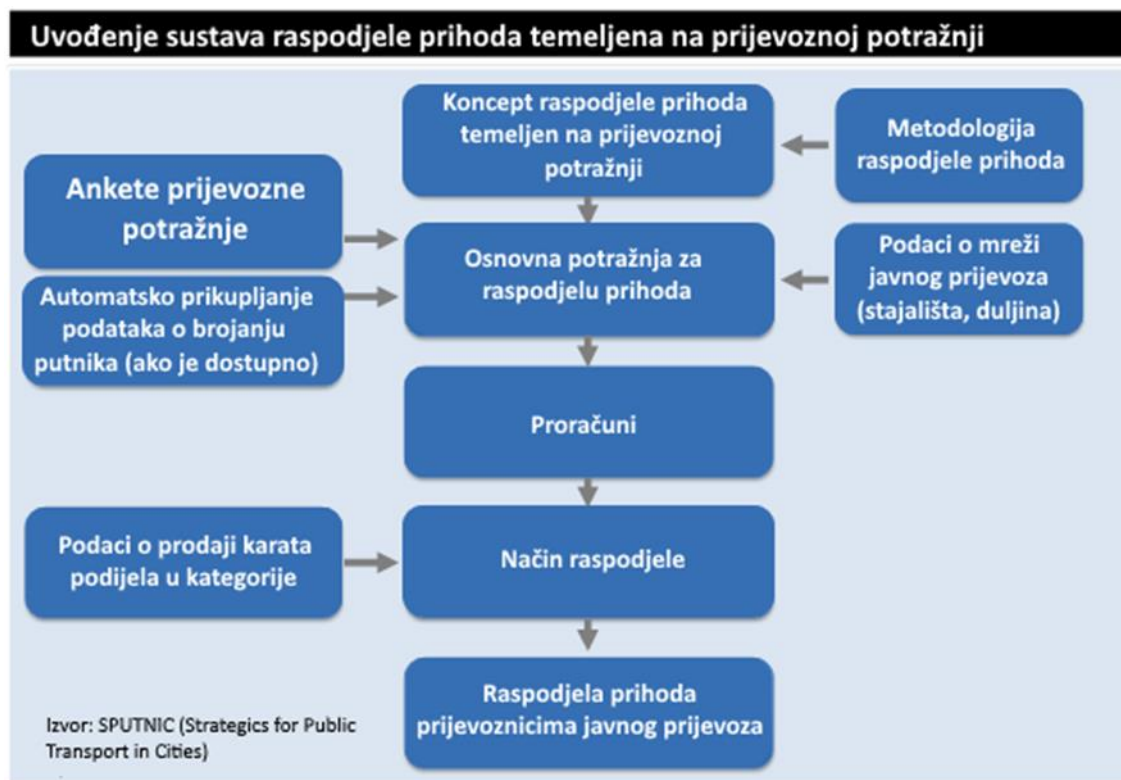 Uvođenje sustava raspodjele prihoda temeljena na prijevoznoj potražnji
Koncept raspodjele prihoda
temeljen na prijevoznoj
potražnji
Metodologija
raspodjele prihoda
Ankete prijevozne
potražnje
Osnovna potražnja za
raspodjelu prihoda
Podaci o mreži
javnog prijevoza
(stajališta, duljina)
Automatsko prikupljanje
podataka o brojanju
putnika (ako je dostupno)
Proračuni
Podaci o prodaji karata
podijela u kategorije
Način raspodjele
Raspodjela prihoda
prijevoznicima javnog prijevoza
Izvor: SPUTNIC (Strategics for Public
Transport in Cities)